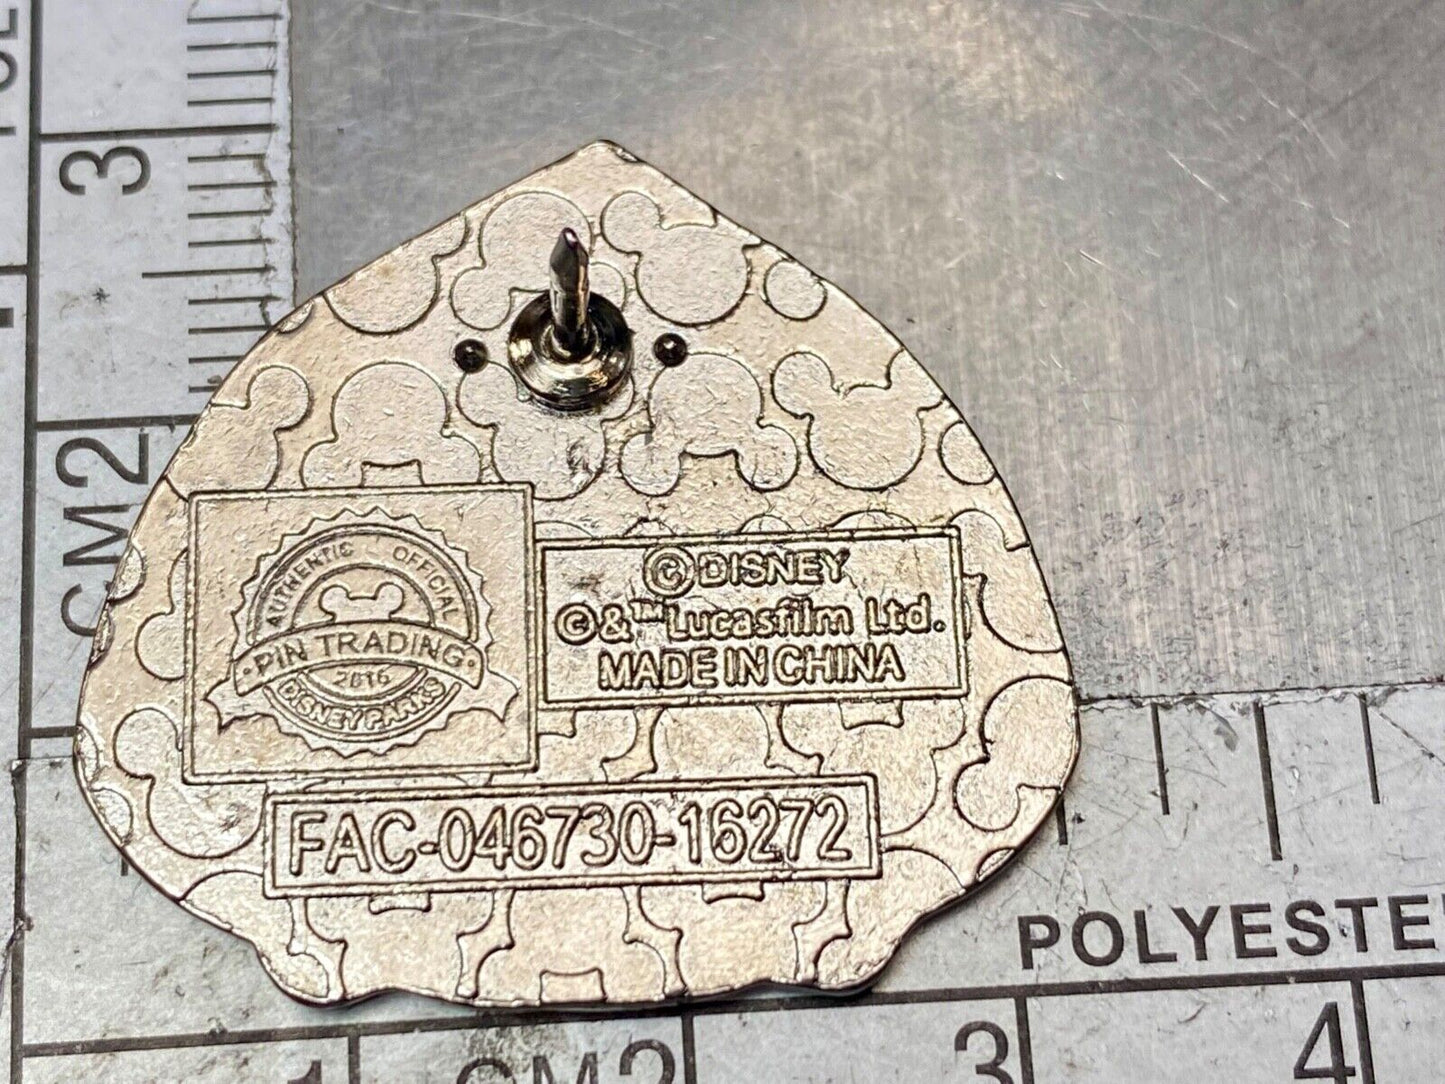 3
CM2
AUTHENTIC OFFICIAL
·PIN TRADING·
2016
DISNEY PARKS
©DISNEY
©&™Lucasfilm Ltd.
MADE IN CHINA
FAC-046730-16272
POLYESTE
1 CM2 3 4